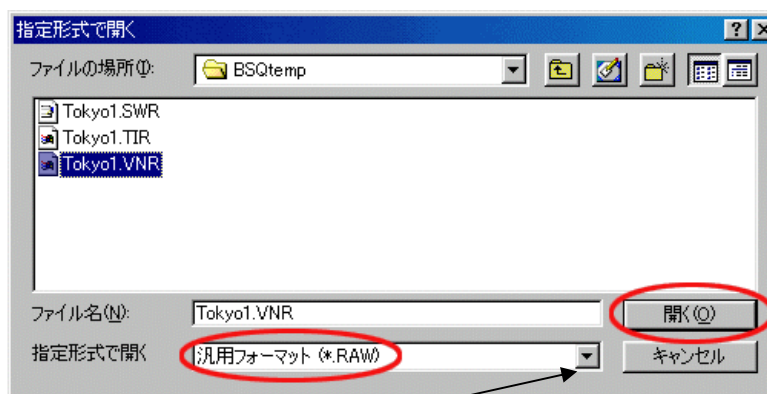 指定形式で開く
ファイルの場所(I):
BSQtemp
Tokyo1.SWR
Tokyo1.TIR
Tokyo1.VNR
ファイル名(N):
Tokyo1.VNR
開く(O)
指定形式で開く
汎用フォーマット (*.RAW)
キャンセル